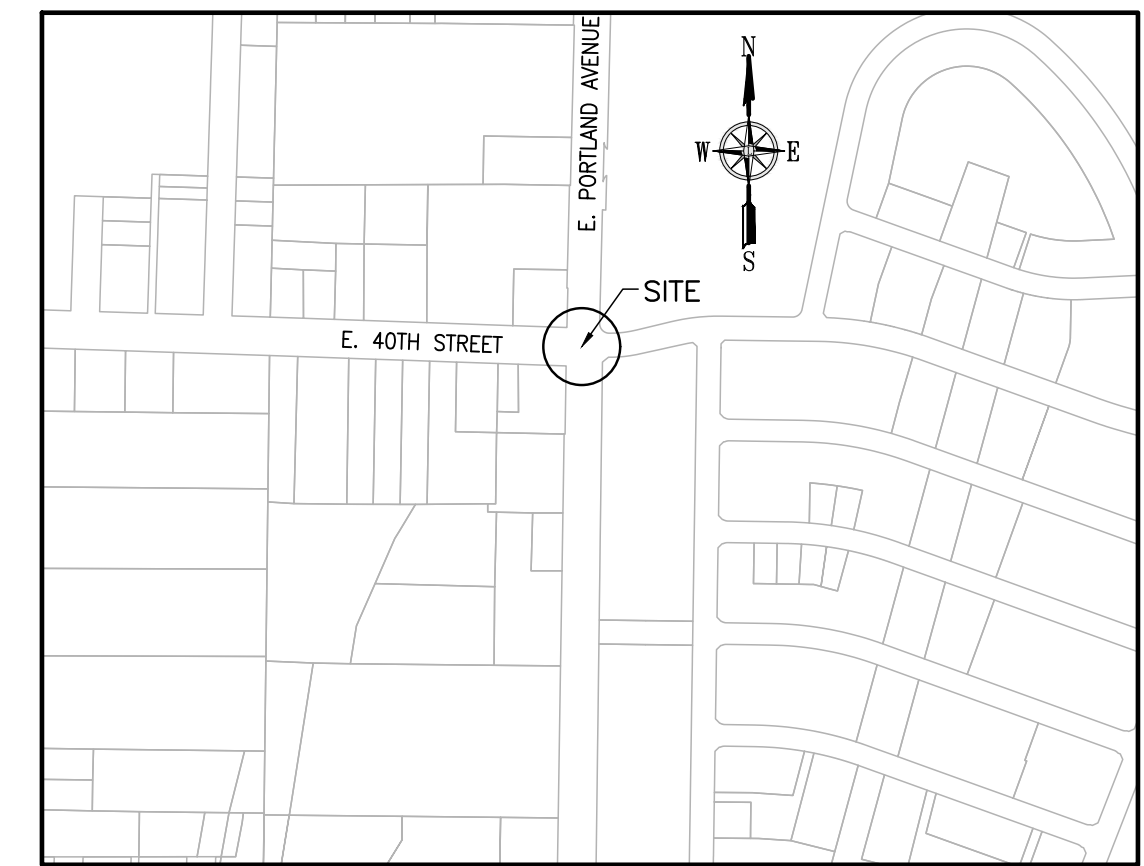 E. PORTLAND AVENUE
N
W E
S
SITE
E. 40TH STREET